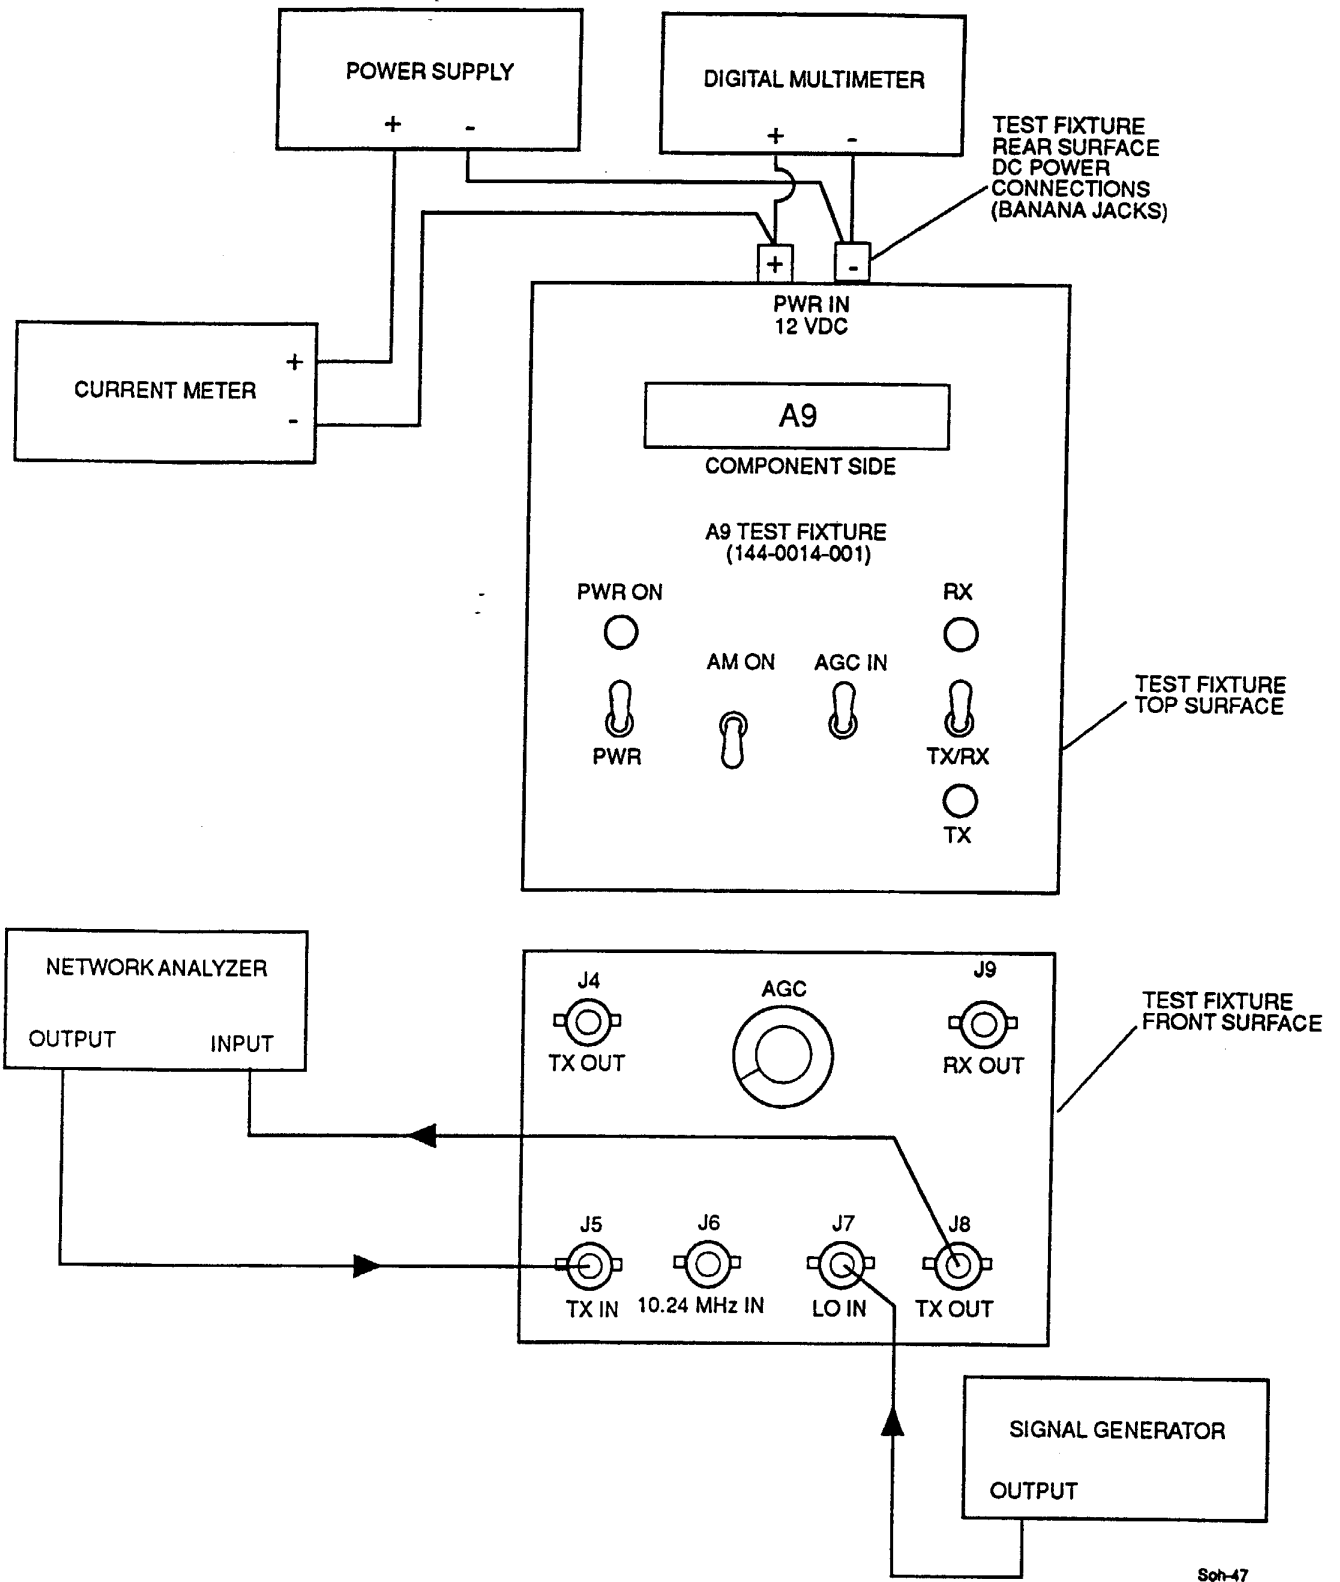 POWER SUPPLY
+ -
DIGITAL MULTIMETER
+ -
TEST FIXTURE
REAR SURFACE
DC POWER
CONNECTIONS
(BANANA JACKS)
+ -
PWR IN
12 VDC
CURRENT METER
+
-
A9
COMPONENT SIDE
A9 TEST FIXTURE
(144-0014-001)
PWR ON
RX
AM ON
AGC IN
PWR
TX/RX
TX
TEST FIXTURE
TOP SURFACE
NETWORK ANALYZER
OUTPUT
INPUT
J4
TX OUT
AGC
J9
RX OUT
TEST FIXTURE
FRONT SURFACE
J5
TX IN
J6
10.24 MHz IN
J7
LO IN
J8
TX OUT
SIGNAL GENERATOR
OUTPUT
Soh-47